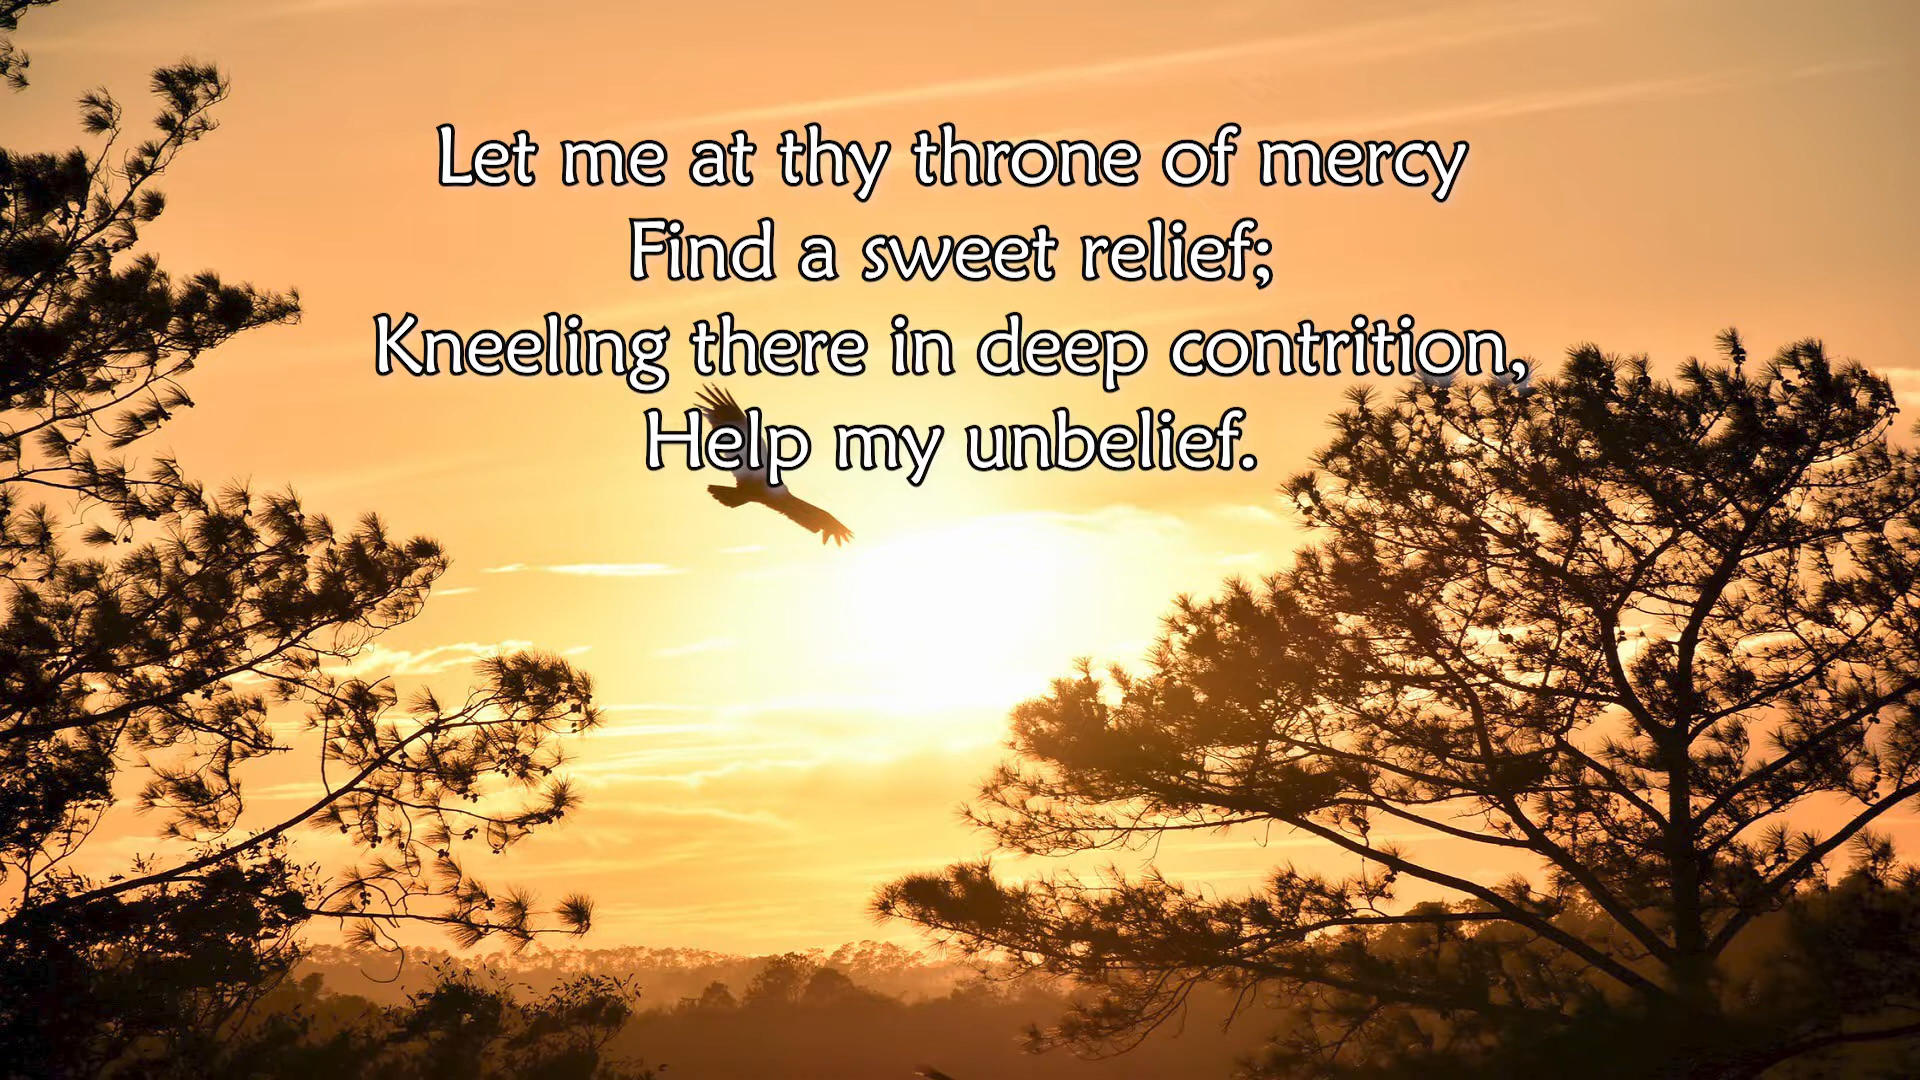 Let me at thy throne of mercy
Find a sweet relief;
Kneeling there in deep contrition,
Help my unbelief.